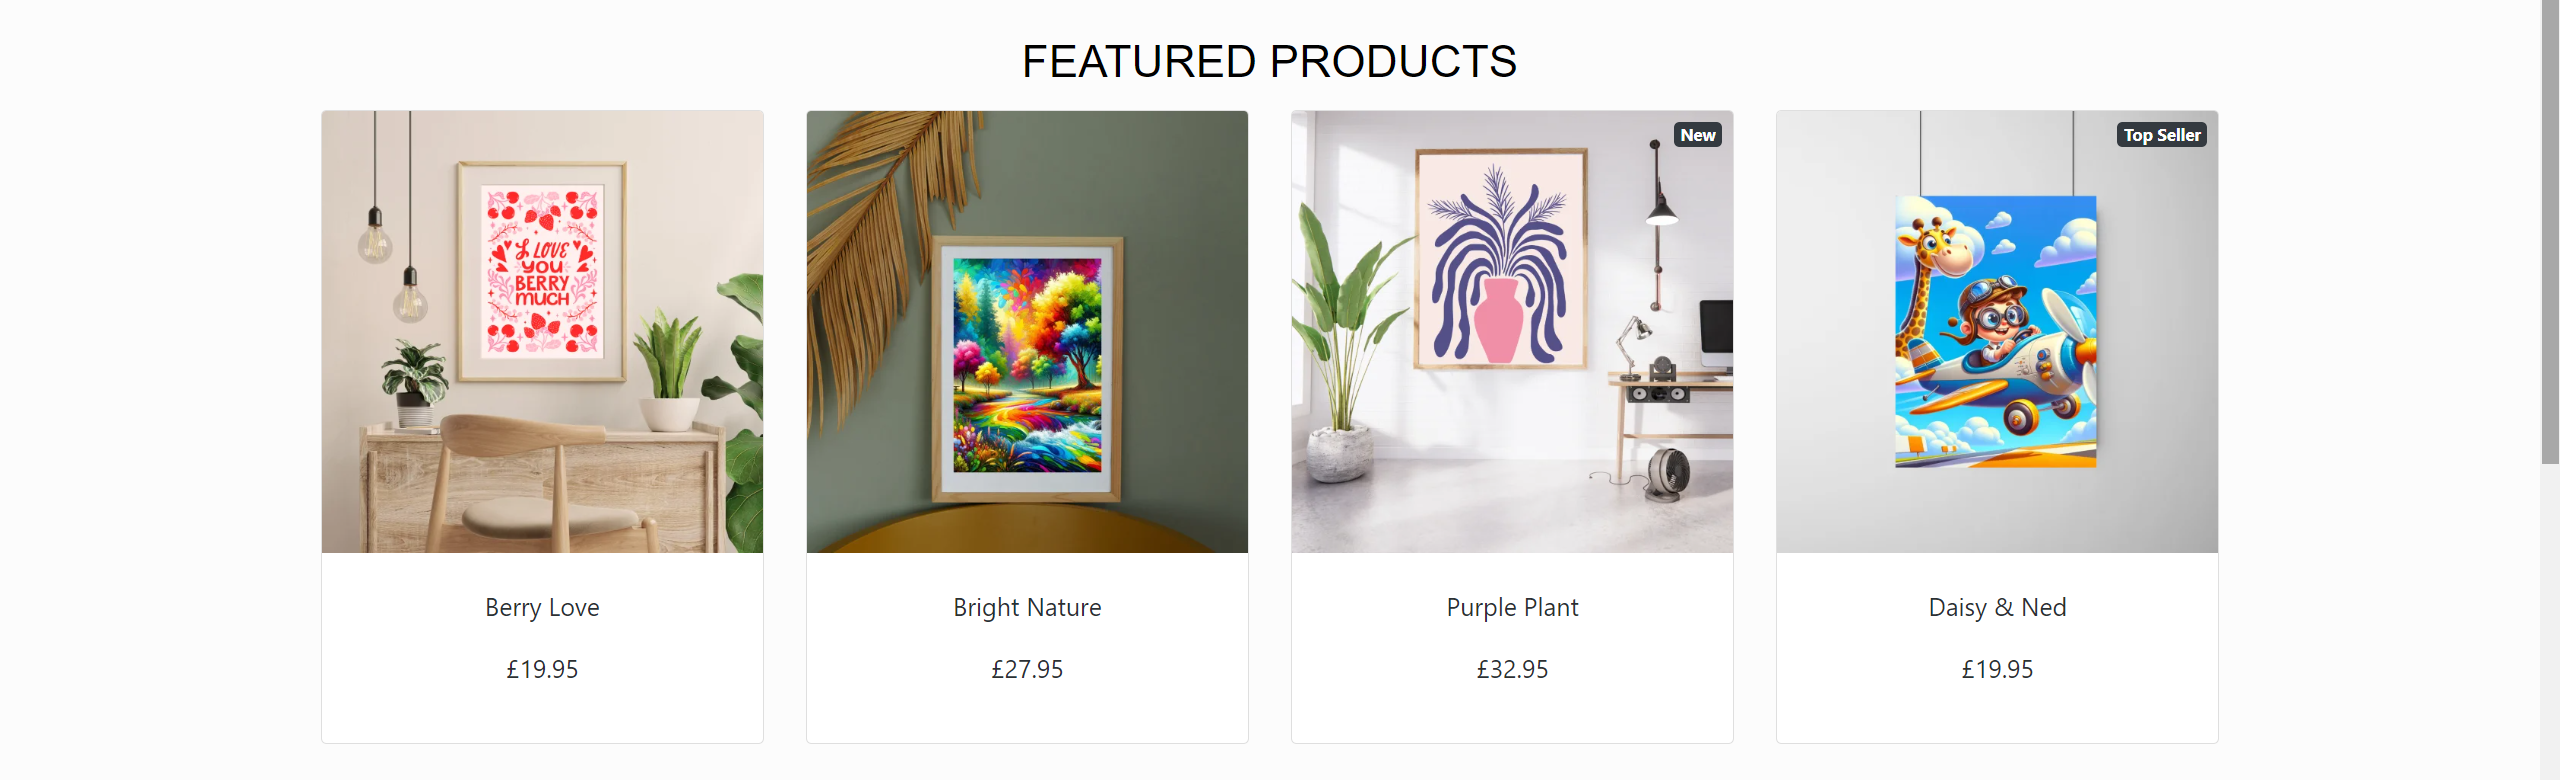 FEATURED PRODUCTS
I LOVE
YOU
BERRY
MUCH
New
Top Seller
Berry Love
Bright Nature
Purple Plant
Daisy & Ned
£19.95
£27.95
£32.95
£19.95